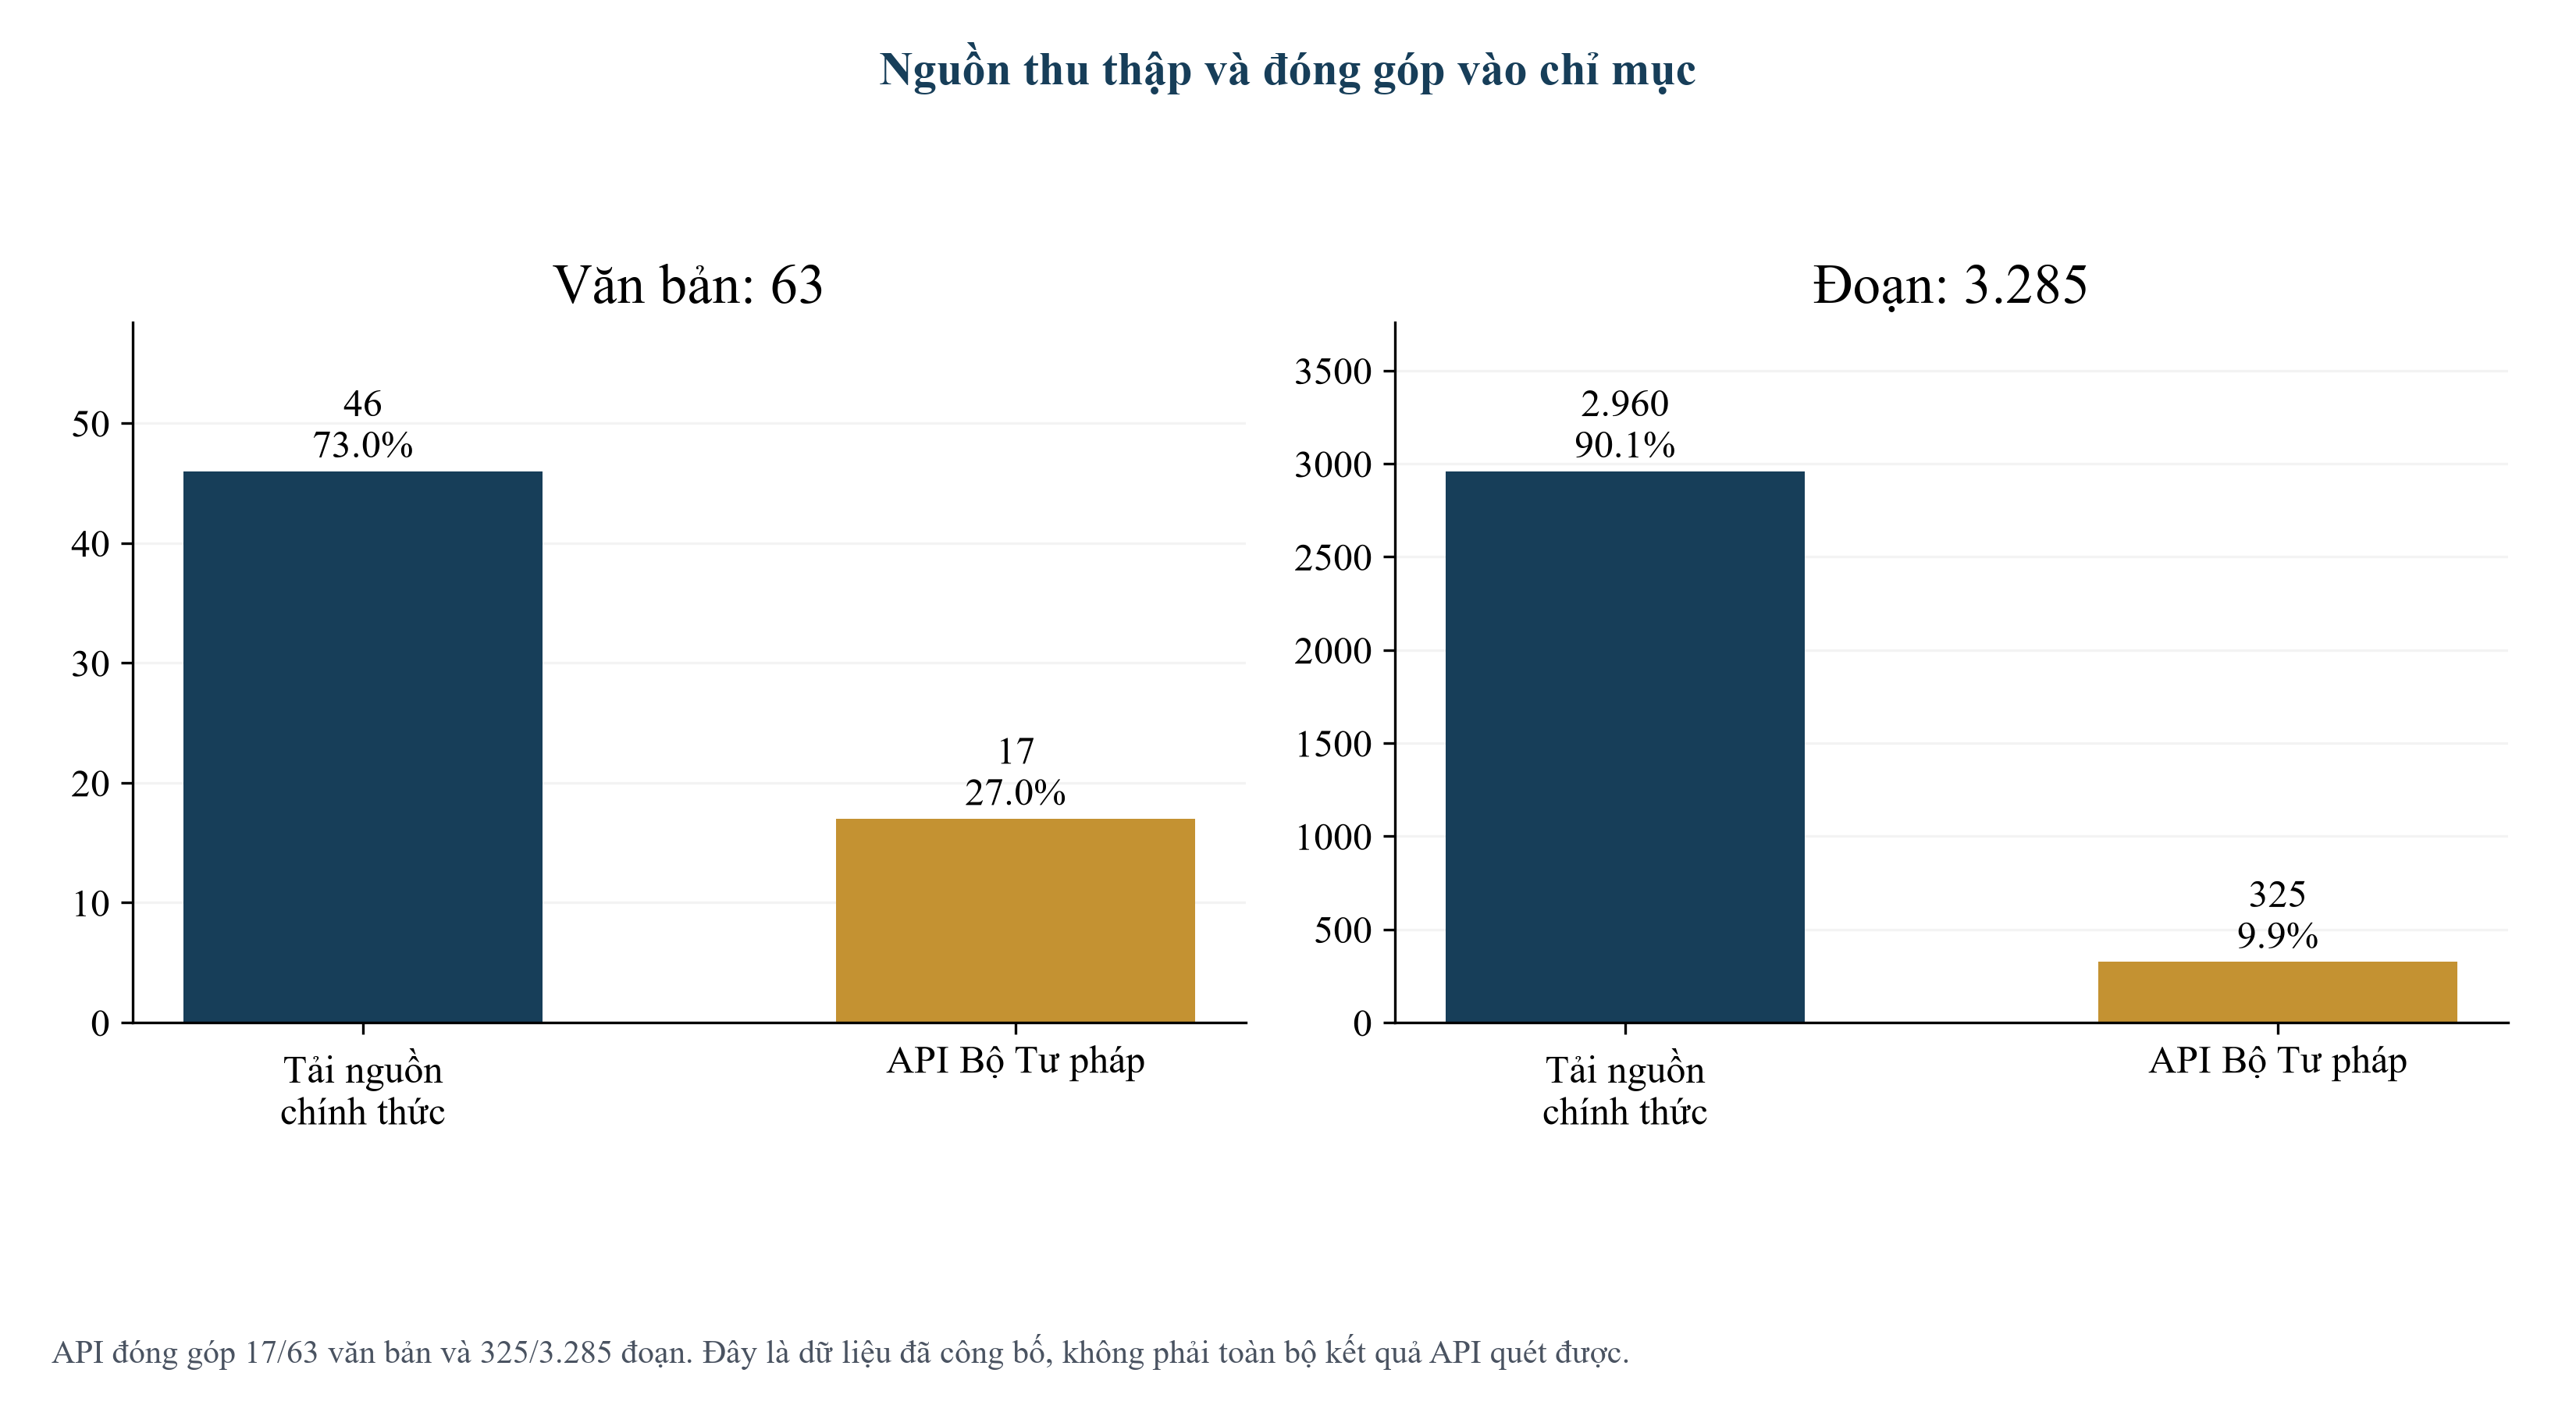 Nguồn thu thập và đóng góp vào chỉ mục
Văn bản: 63
50
40
30
20
10
0
46
73.0%
17
27.0%
Tải nguồn
chính thức
API Bộ Tư pháp
Đoạn: 3.285
3500
3000
2500
2000
1500
1000
500
0
2.960
90.1%
325
9.9%
Tải nguồn
chính thức
API Bộ Tư pháp
API đóng góp 17/63 văn bản và 325/3.285 đoạn. Đây là dữ liệu đã công bố, không phải toàn bộ kết quả API quét được.